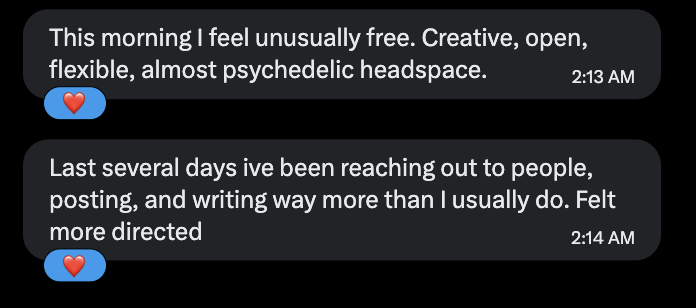 This morning I feel unusually free. Creative, open,
flexible, almost psychedelic headspace.
2:13 AM
Last several days ive been reaching out to people,
posting, and writing way more than I usually do. Felt
more directed
2:14 AM